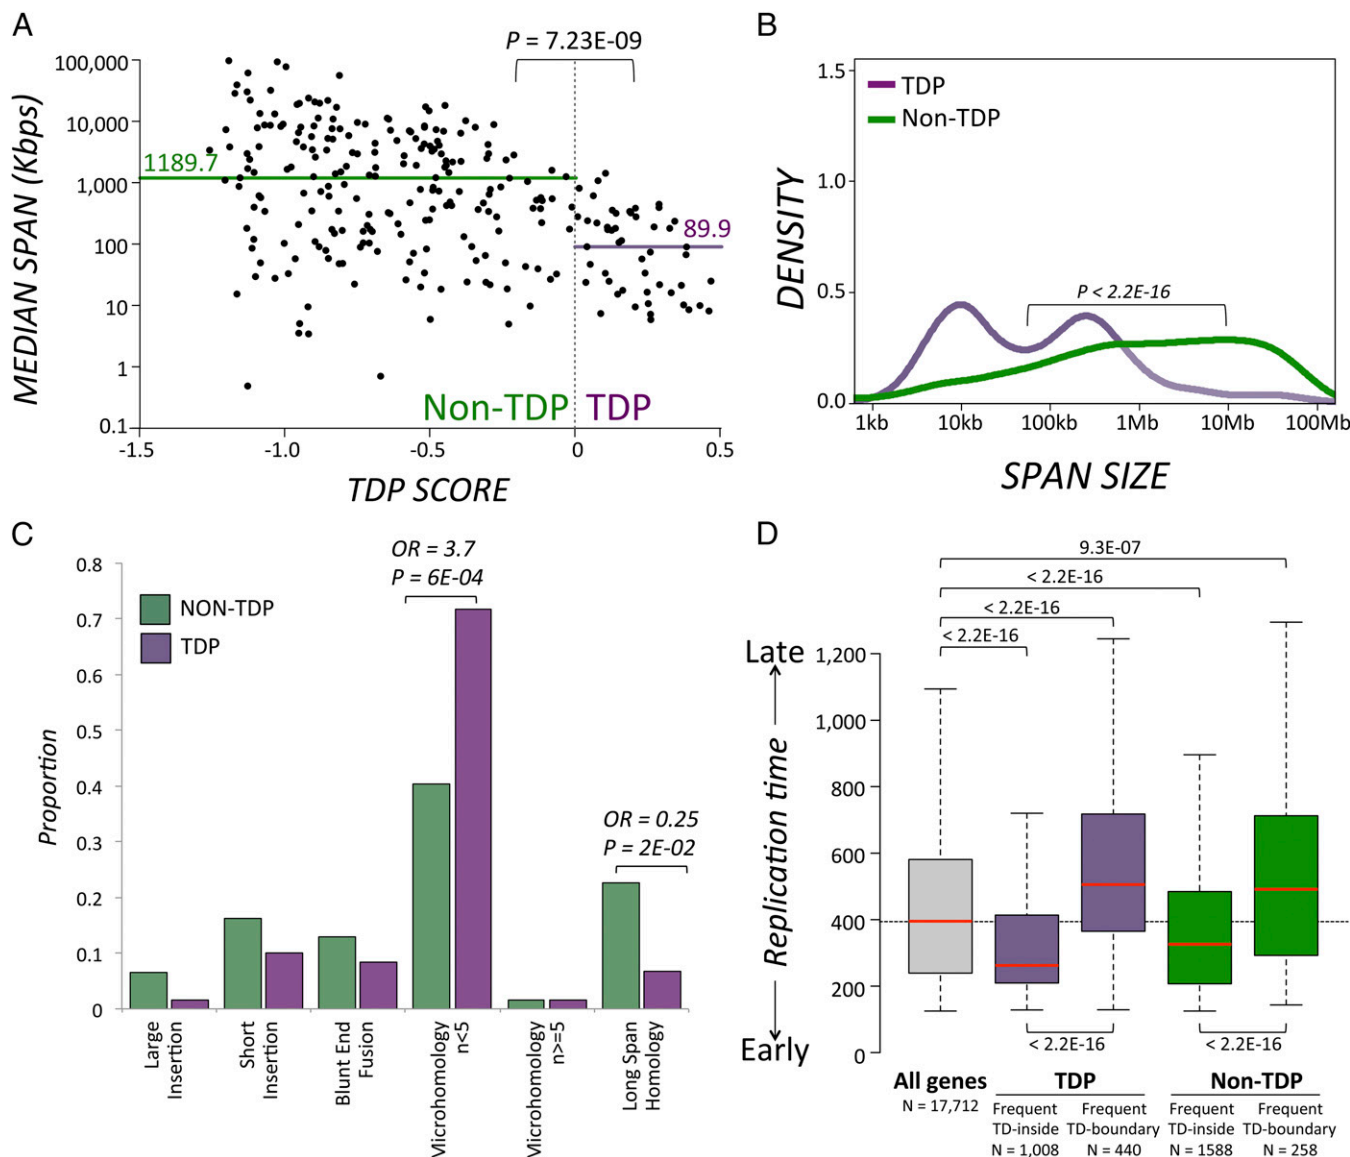 A
P = 7.23E-09
MEDIAN SPAN (Kbps)
100,000
10,000
1,000
100
10
1
0.1
1189.7
89.9
Non-TDP
TDP
-1.5
-1.0
-0.5
0
0.5
TDP SCORE
B
TDP
Non-TDP
DENSITY
1.5
1.0
0.5
0.0
P < 2.2E-16
1kb
10kb
100kb
1Mb
10Mb
100Mb
SPAN SIZE
C
OR = 3.7
P = 6E-04
NON-TDP
TDP
Proportion
0.8
0.7
0.6
0.5
0.4
0.3
0.2
0.1
0
OR = 0.25
P = 2E-02
Large
Insertion
Short
Insertion
Blunt End
Fusion
Microhomology
n<5
Microhomology
n>=5
Long Span
Homology
D
9.3E-07
< 2.2E-16
< 2.2E-16
< 2.2E-16
Late
Replication time
Early
1,200
1,000
800
600
400
200
0
< 2.2E-16
< 2.2E-16
All genes
N = 17,712
TDP
Frequent
TD-inside
N = 1,008
Frequent
TD-boundary
N = 440
Non-TDP
Frequent
TD-inside
N = 1588
Frequent
TD-boundary
N = 258